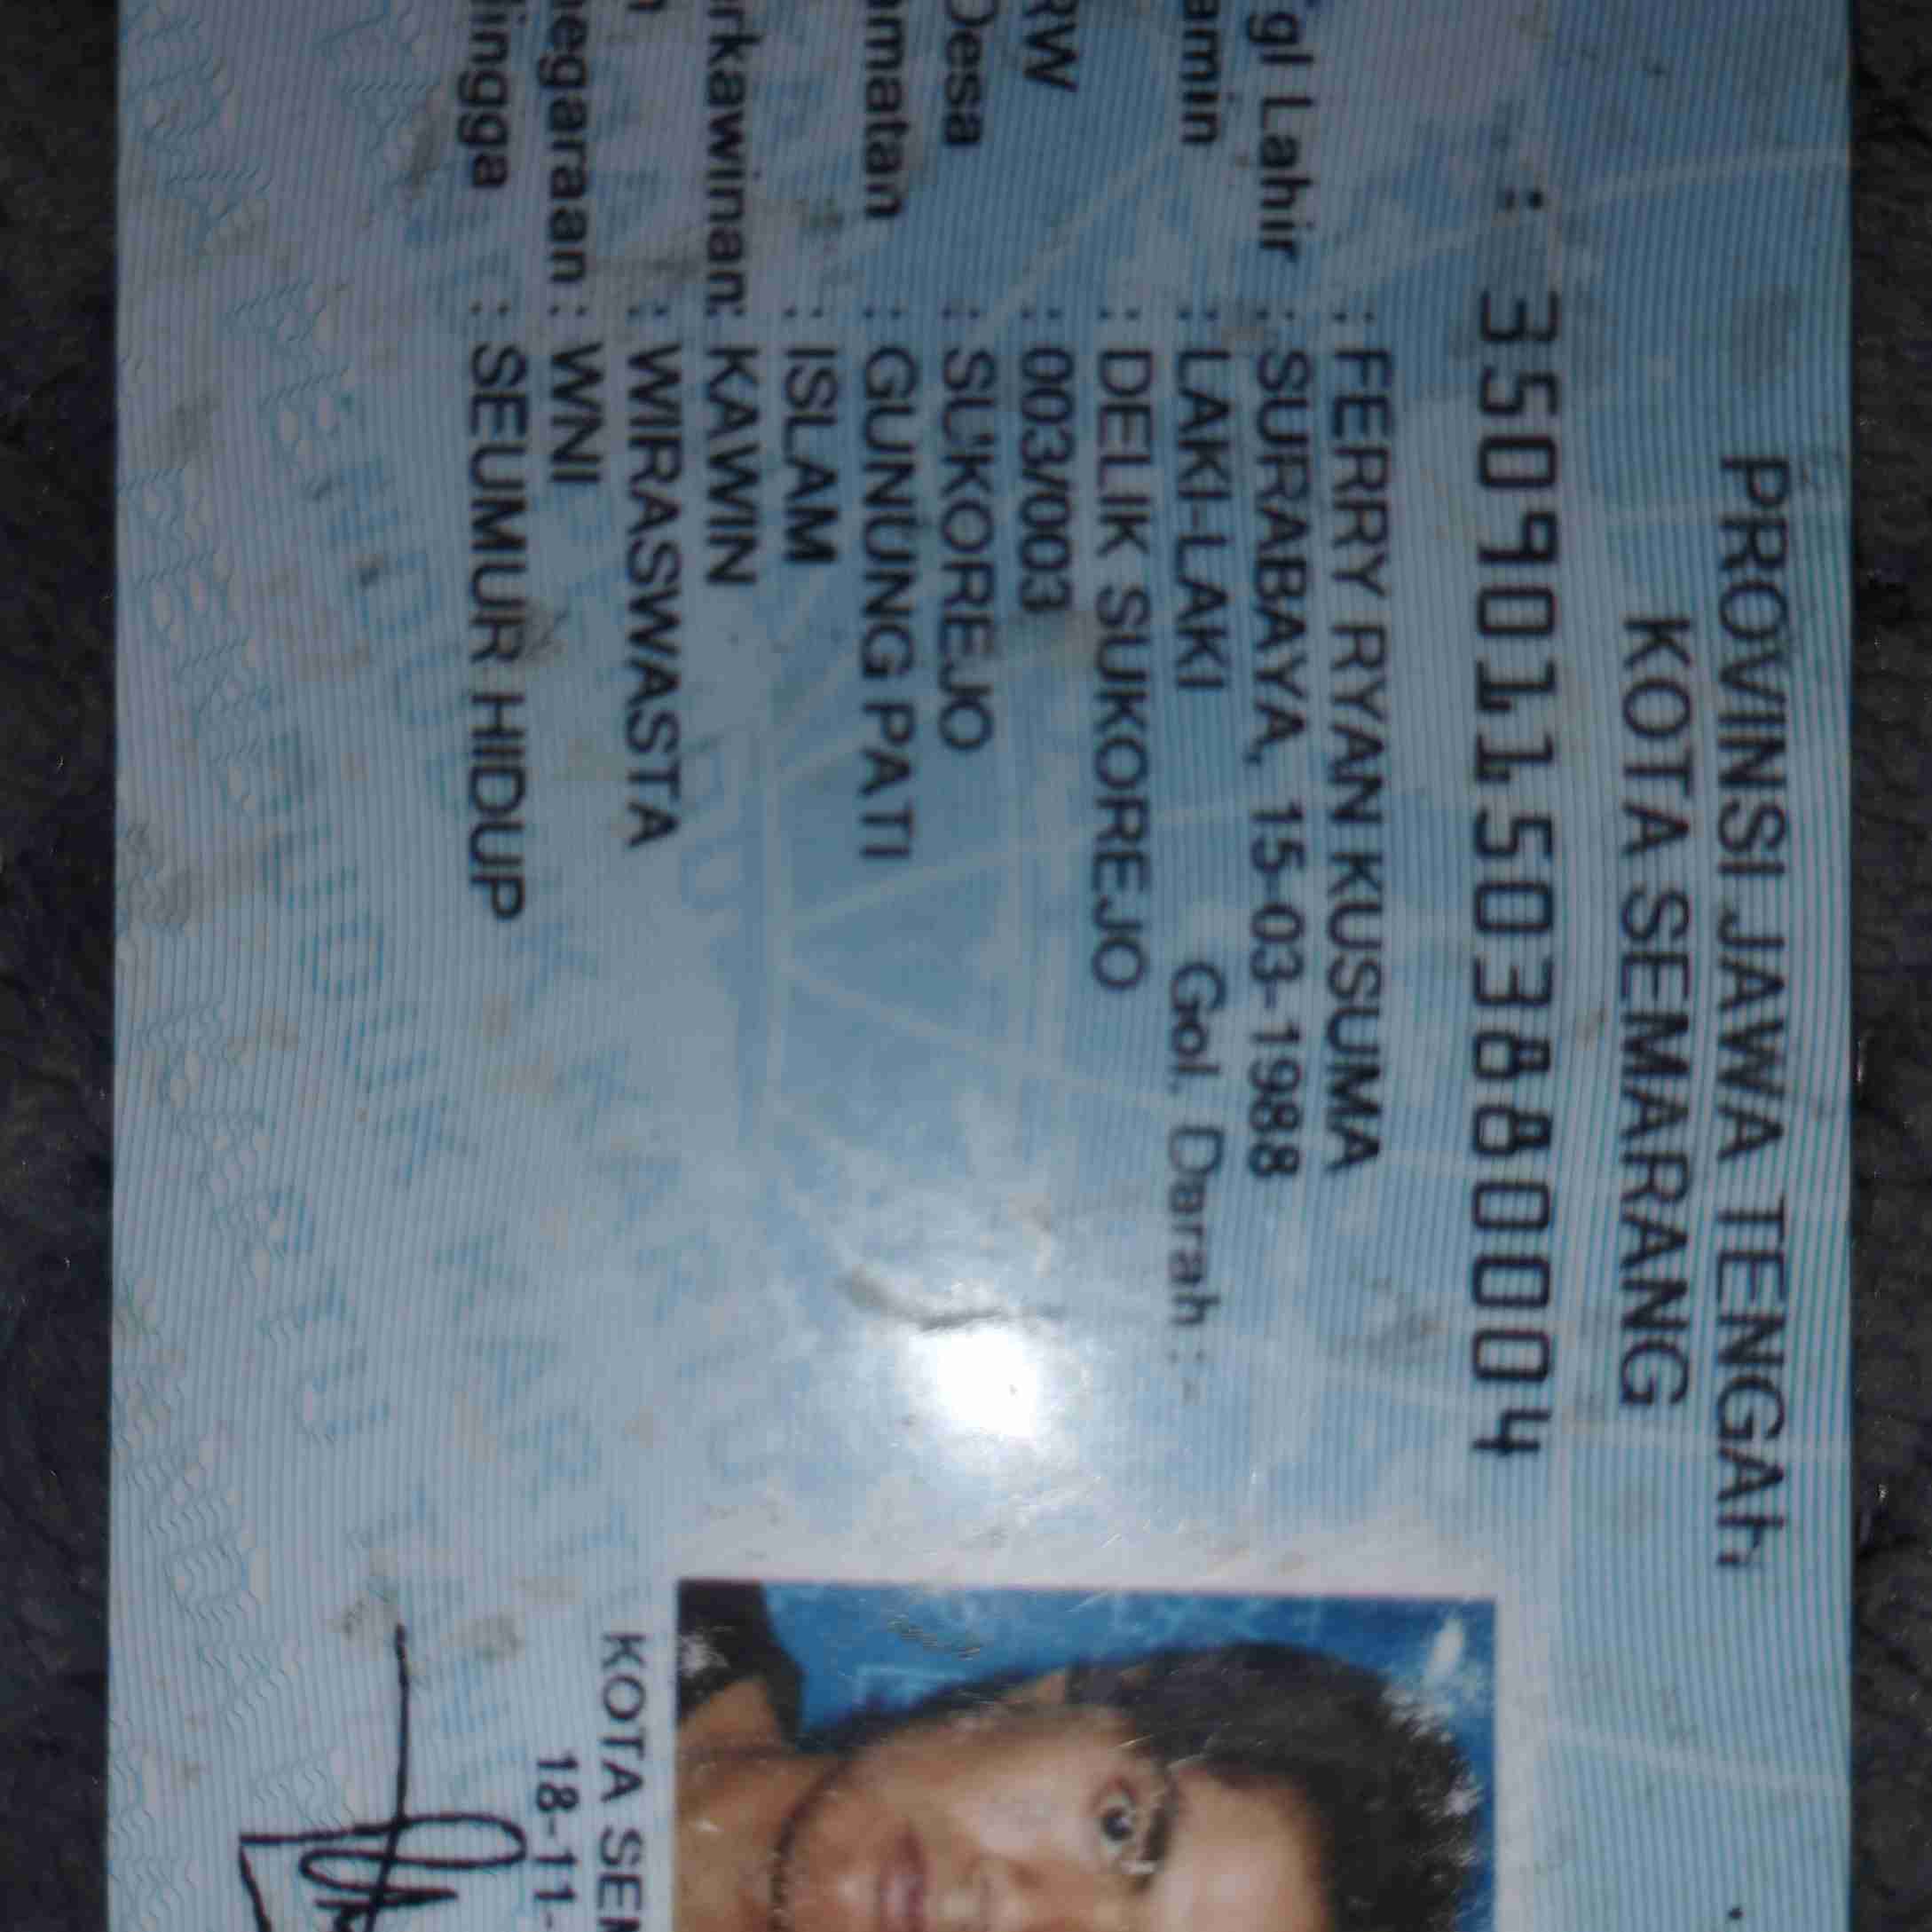 PROVINSI JAWA TENGAH
KOTA SEMARANG
: 3509011503880004
: FERRY RYAN KUSUMA
gl Lahir : SURABAYA, 15-03-1988
amin : LAKI-LAKI Gol. Darah : -
: DELIK SUKOREJO
RW : 003/003
Desa : SUKOREJO
amatan : GUNUNG PATI
: ISLAM
rkawinan: KAWIN
: WIRASWASTA
negaraan : WNI
lingga : SEUMUR HIDUP
KOTA SEM
18-11-